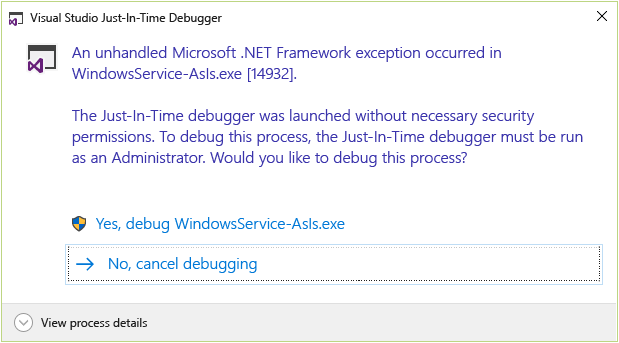 Visual Studio Just-In-Time Debugger
An unhandled Microsoft .NET Framework exception occurred in
WindowsService-AsIs.exe [14932].
The Just-In-Time debugger was launched without necessary security
permissions. To debug this process, the Just-In-Time debugger must be run
as an Administrator. Would you like to debug this process?
Yes, debug WindowsService-AsIs.exe
No, cancel debugging
View process details